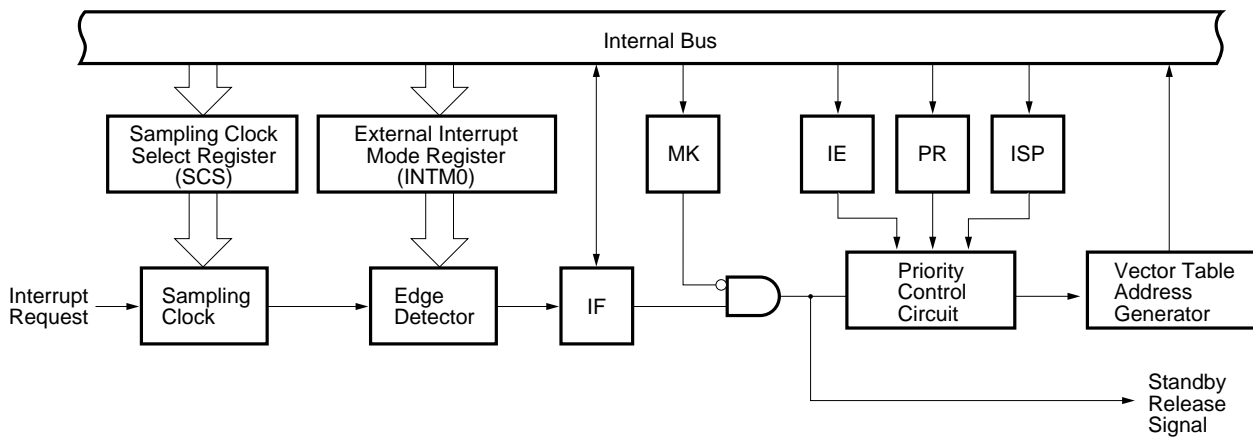 Internal Bus
Sampling Clock
Select Register
(SCS)
External Interrupt
Mode Register
(INTM0)
MK
IE
PR
ISP
Interrupt
Request
Sampling
Clock
Edge
Detector
IF
Priority
Control
Circuit
Vector Table
Address
Generator
Standby
Release
Signal